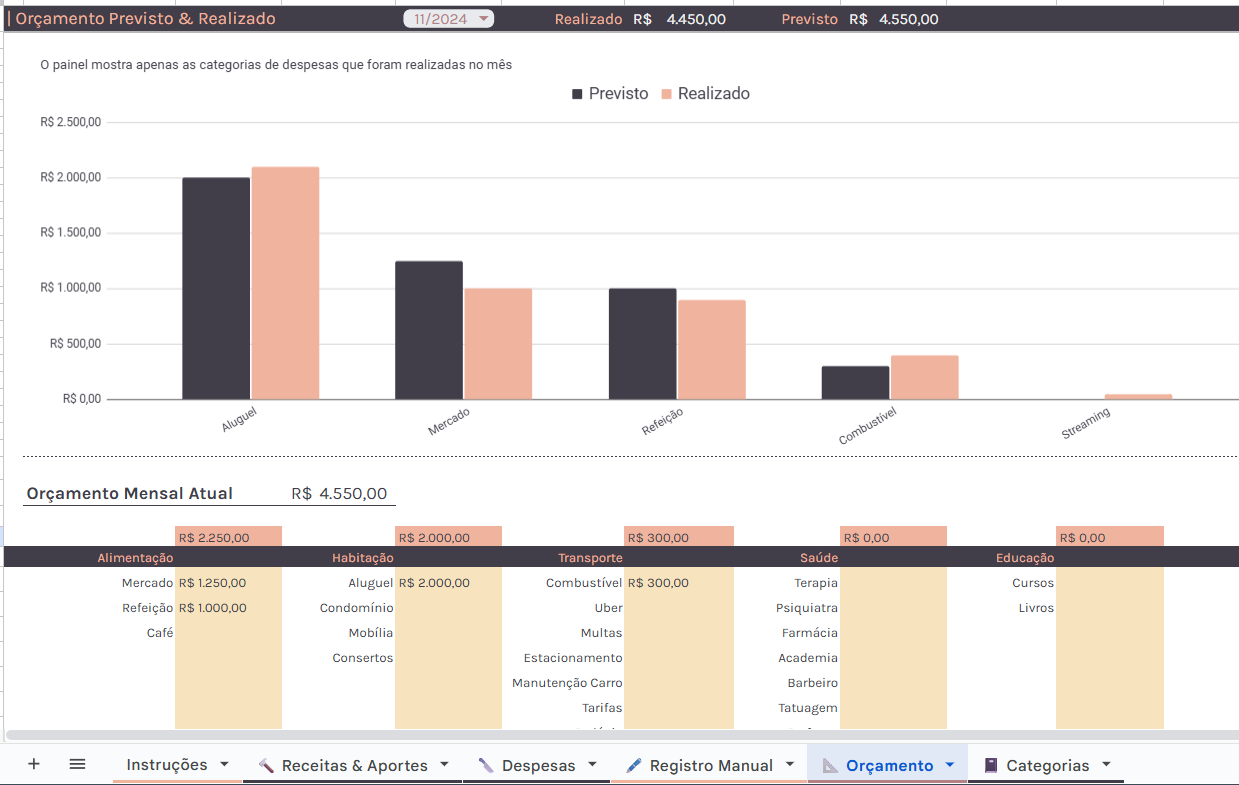 | Orçamento Previsto & Realizado 11/2024 Realizado R$ 4.450,00 Previsto R$ 4.550,00
O painel mostra apenas as categorias de despesas que foram realizadas no mês
Previsto Realizado
R$ 2.500,00
R$ 2.000,00
R$ 1.500,00
R$ 1.000,00
R$ 500,00
R$ 0,00
Aluguel Mercado Refeição Combustível Streaming
Orçamento Mensal Atual R$ 4.550,00
R$ 2.250,00 R$ 2.000,00 R$ 300,00 R$ 0,00 R$ 0,00
Alimentação Habitação Transporte Saúde Educação
Mercado R$ 1.250,00 Aluguel R$ 2.000,00 Combustível R$ 300,00 Terapia Cursos
Refeição R$ 1.000,00 Condomínio Uber Psiquiatra Livros
Café Mobília Multas Farmácia
Consertos Estacionamento Academia
Manutenção Carro Barbeiro
Tarifas Tatuagem
+ Instruções Receitas & Aportes Despesas Registro Manual Orçamento Categorias